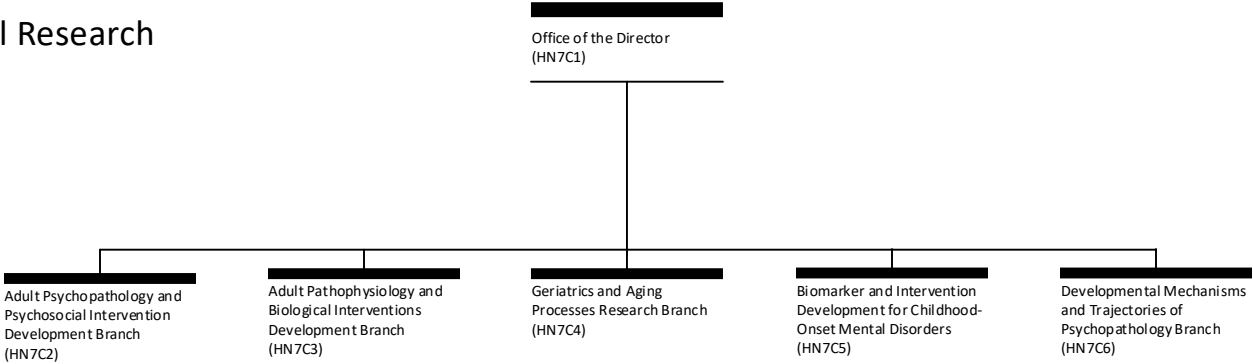 l Research
Office of the Director
(HN7C1)
Adult Psychopathology and
Psychosocial Intervention
Development Branch
(HN7C2)
Adult Pathophysiology and
Biological Interventions
Development Branch
(HN7C3)
Geriatrics and Aging
Processes Research Branch
(HN7C4)
Biomarker and Intervention
Development for Childhood-
Onset Mental Disorders
(HN7C5)
Developmental Mechanisms
and Trajectories of
Psychopathology Branch
(HN7C6)